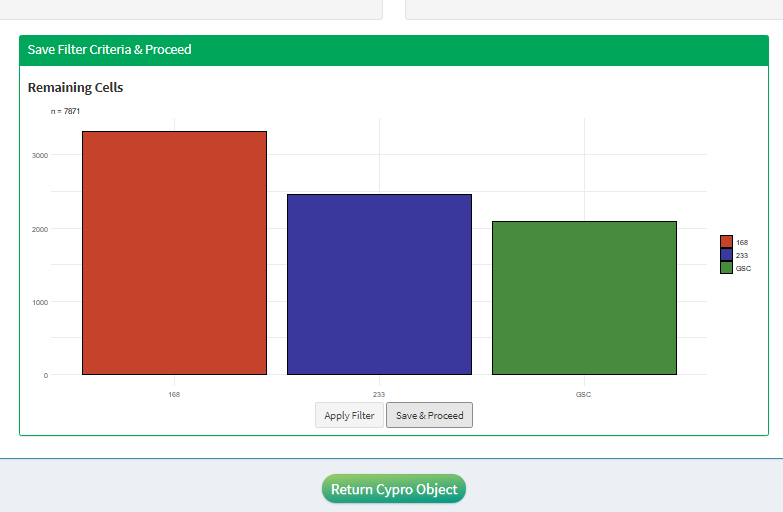 Save Filter Criteria & Proceed
Remaining Cells
n = 7871
3000
2000
1000
0
168
233
GSC
168
233
GSC
Apply Filter
Save & Proceed
Return Cypro Object